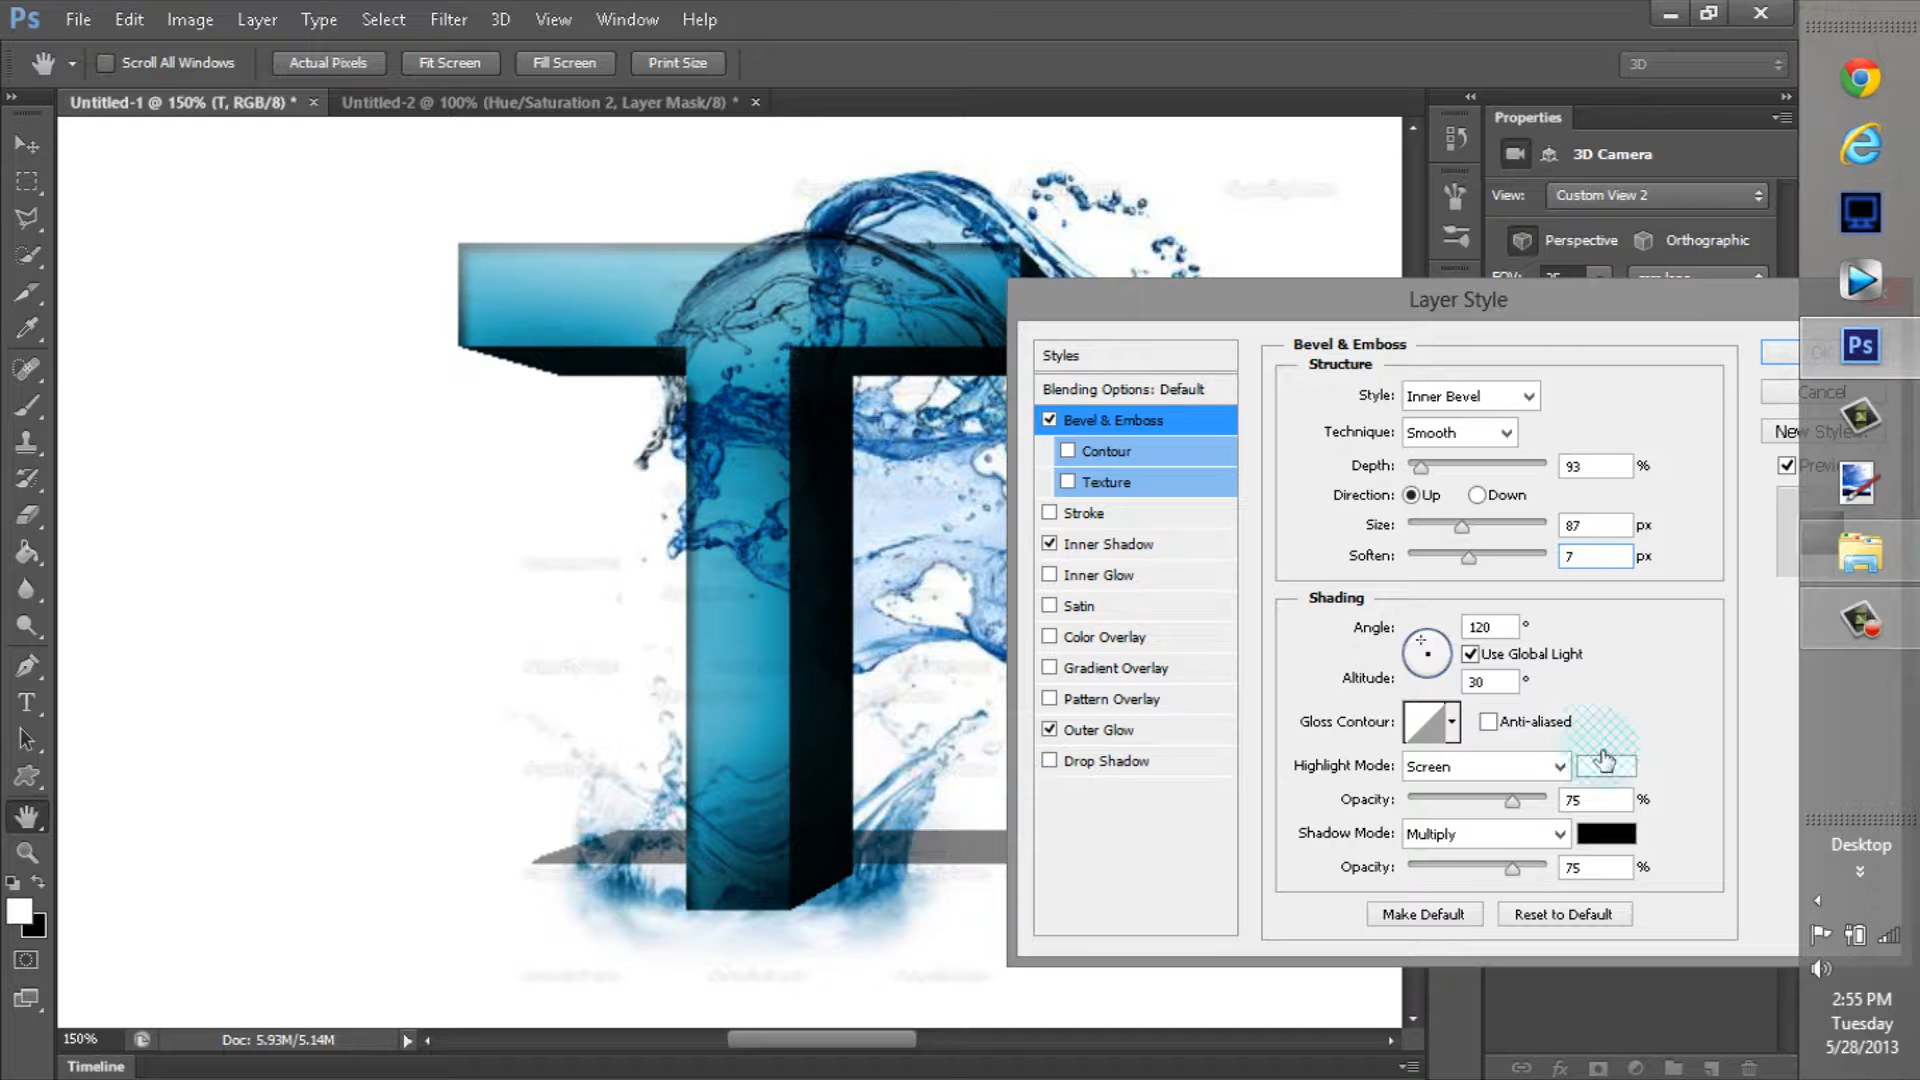 Ps File Edit Image Layer Type Select Filter 3D View Window Help
Scroll All Windows Actual Pixels Fit Screen Fill Screen Print Size 3D
Untitled-1 @ 150% (T, RGB/8) * × Untitled-2 @ 100% (Hue/Saturation 2, Layer Mask/8) * ×
Properties
3D Camera
View: Custom View 2
Perspective Orthographic
Layer Style
Styles
Blending Options: Default
Bevel & Emboss
Contour
Texture
Stroke
Inner Shadow
Inner Glow
Satin
Color Overlay
Gradient Overlay
Pattern Overlay
Outer Glow
Drop Shadow
Bevel & Emboss
Structure
Style: Inner Bevel
Technique: Smooth
Depth: 93 %
Direction: Up Down
Size: 87 px
Soften: 7 px
Shading
Angle: 120 °
Use Global Light
Altitude: 30 °
Gloss Contour: Anti-aliased
Highlight Mode: Screen
Opacity: 75 %
Shadow Mode: Multiply
Opacity: 75 %
Make Default Reset to Default
OK
Cancel
New Style
Ps
Desktop
2:55 PM
Tuesday
5/28/2013
150% Doc: 5.93M/5.14M
Timeline